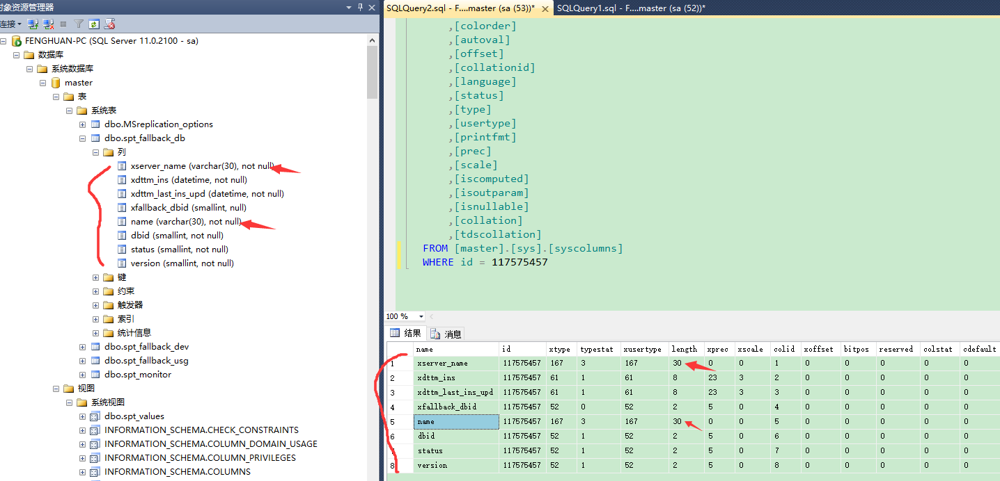 对象资源管理器
连接
FENGHUAN-PC (SQL Server 11.0.2100 - sa)
数据库
系统数据库
master
表
系统表
dbo.MSreplication_options
dbo.spt_fallback_db
列
xserver_name (varchar(30), not null)
xdttm_ins (datetime, not null)
xdttm_last_ins_upd (datetime, not null)
xfallback_dbid (smallint, null)
name (varchar(30), not null)
dbid (smallint, not null)
status (smallint, not null)
version (smallint, not null)
键
约束
触发器
索引
统计信息
dbo.spt_fallback_dev
dbo.spt_fallback_usg
dbo.spt_monitor
视图
系统视图
dbo.spt_values
INFORMATION_SCHEMA.CHECK_CONSTRAINTS
INFORMATION_SCHEMA.COLUMN_DOMAIN_USAGE
INFORMATION_SCHEMA.COLUMN_PRIVILEGES
INFORMATION_SCHEMA.COLUMNS
SQLQuery2.sql - F....master (sa (53))* SQLQuery1.sql - F....master (sa (52))*
,[colorder]
,[autoval]
,[offset]
,[collationid]
,[language]
,[status]
,[type]
,[usertype]
,[printfmt]
,[prec]
,[scale]
,[iscomputed]
,[isoutparam]
,[isnullable]
,[collation]
,[tdscollation]
FROM [master].[sys].[syscolumns]
WHERE id = 117575457
100 %
结果 消息
name id xtype typestat xusertype length xprec xscale colid xoffset bitpos reserved colstat cdefault
1 xserver_name 117575457 167 3 167 30 0 0 1 0 0 0 0 0
2 xdttm_ins 117575457 61 1 61 8 23 3 2 0 0 0 0 0
3 xdttm_last_ins_upd 117575457 61 1 61 8 23 3 3 0 0 0 0 0
4 xfallback_dbid 117575457 52 0 52 2 5 0 4 0 0 0 0 0
5 name 117575457 167 3 167 30 0 0 5 0 0 0 0 0
6 dbid 117575457 52 1 52 2 5 0 6 0 0 0 0 0
7 status 117575457 52 1 52 2 5 0 7 0 0 0 0 0
8 version 117575457 52 1 52 2 5 0 8 0 0 0 0 0